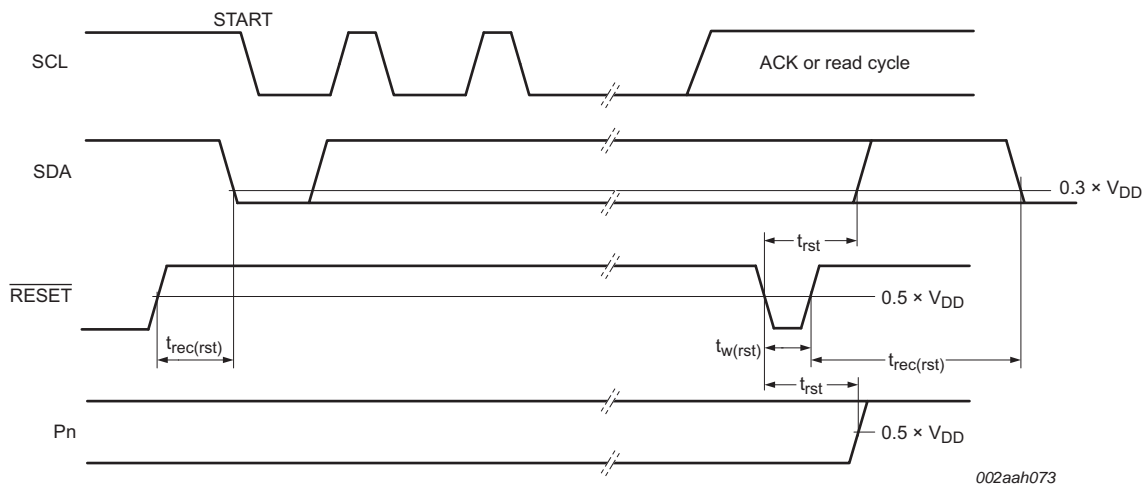 START
SCL
ACK or read cycle
SDA
0.3 × VDD
trst
RESET
0.5 × VDD
trec(rst)
tw(rst)
trec(rst)
trst
Pn
0.5 × VDD
002aah073